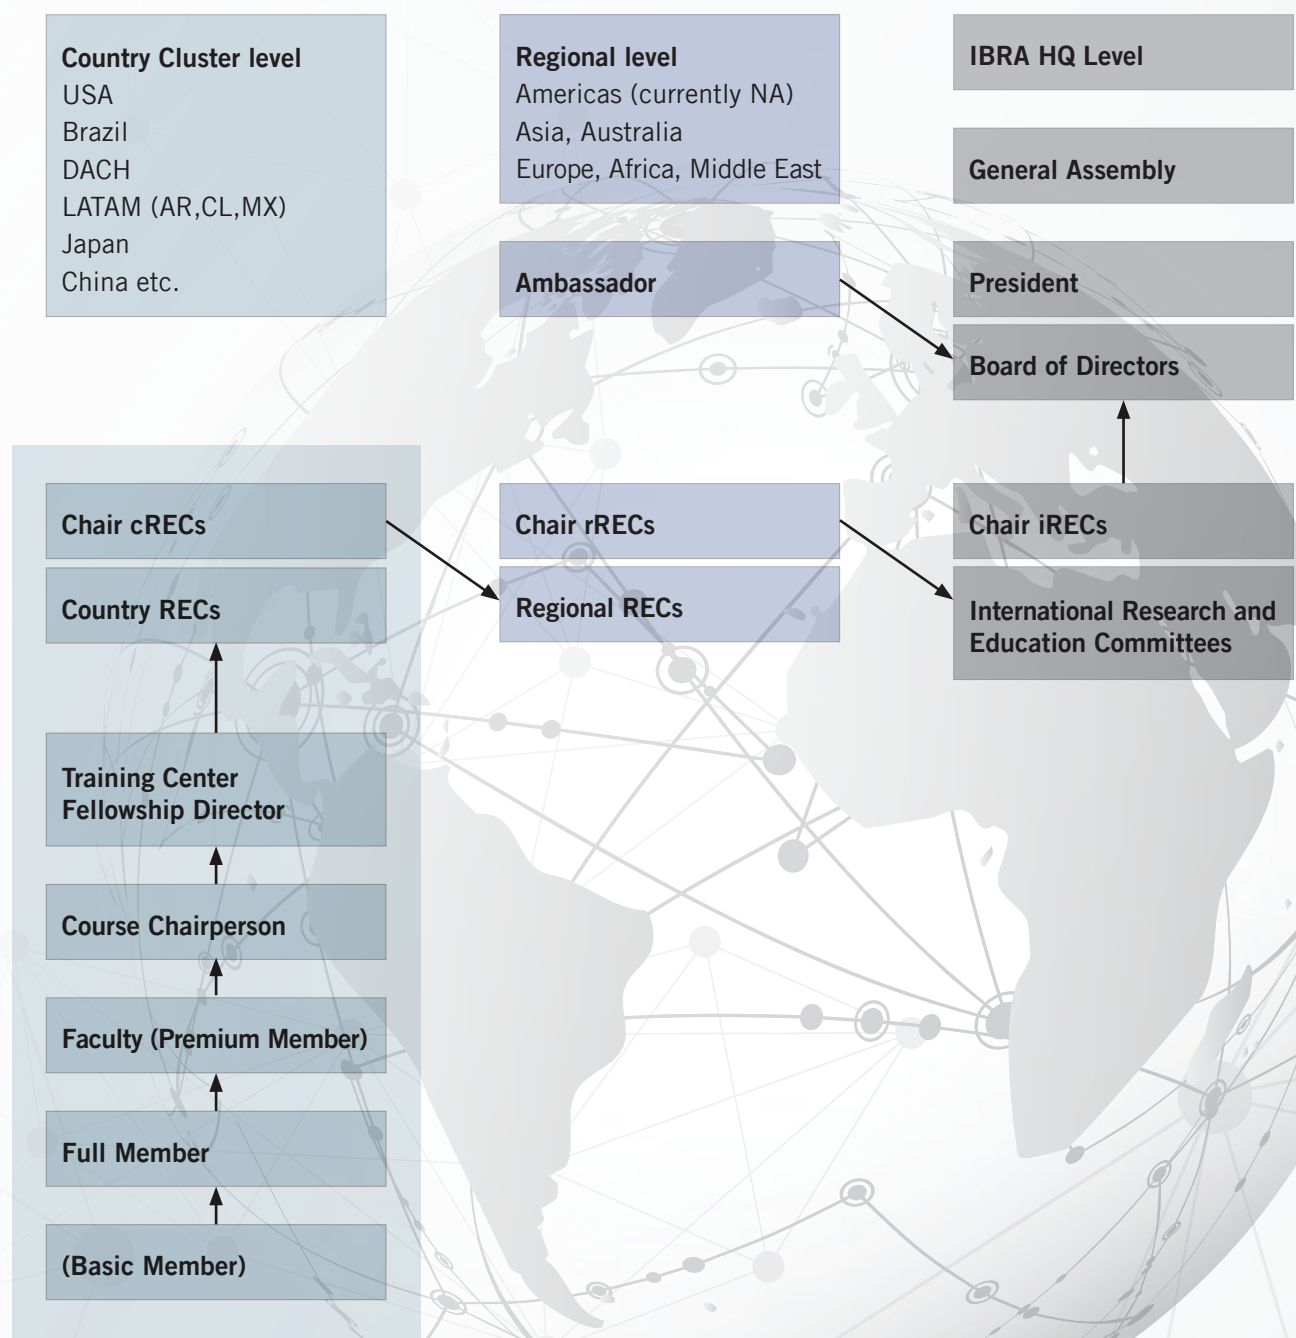 Country Cluster level
USA
Brazil
DACH
LATAM (AR,CL,MX)
Japan
China etc.
Regional level
Americas (currently NA)
Asia, Australia
Europe, Africa, Middle East
IBRA HQ Level
General Assembly
Ambassador
President
Board of Directors
Chair cRECs
Chair rRECs
Chair iRECs
Country RECs
Regional RECs
International Research and
Education Committees
Training Center
Fellowship Director
Course Chairperson
Faculty (Premium Member)
Full Member
(Basic Member)